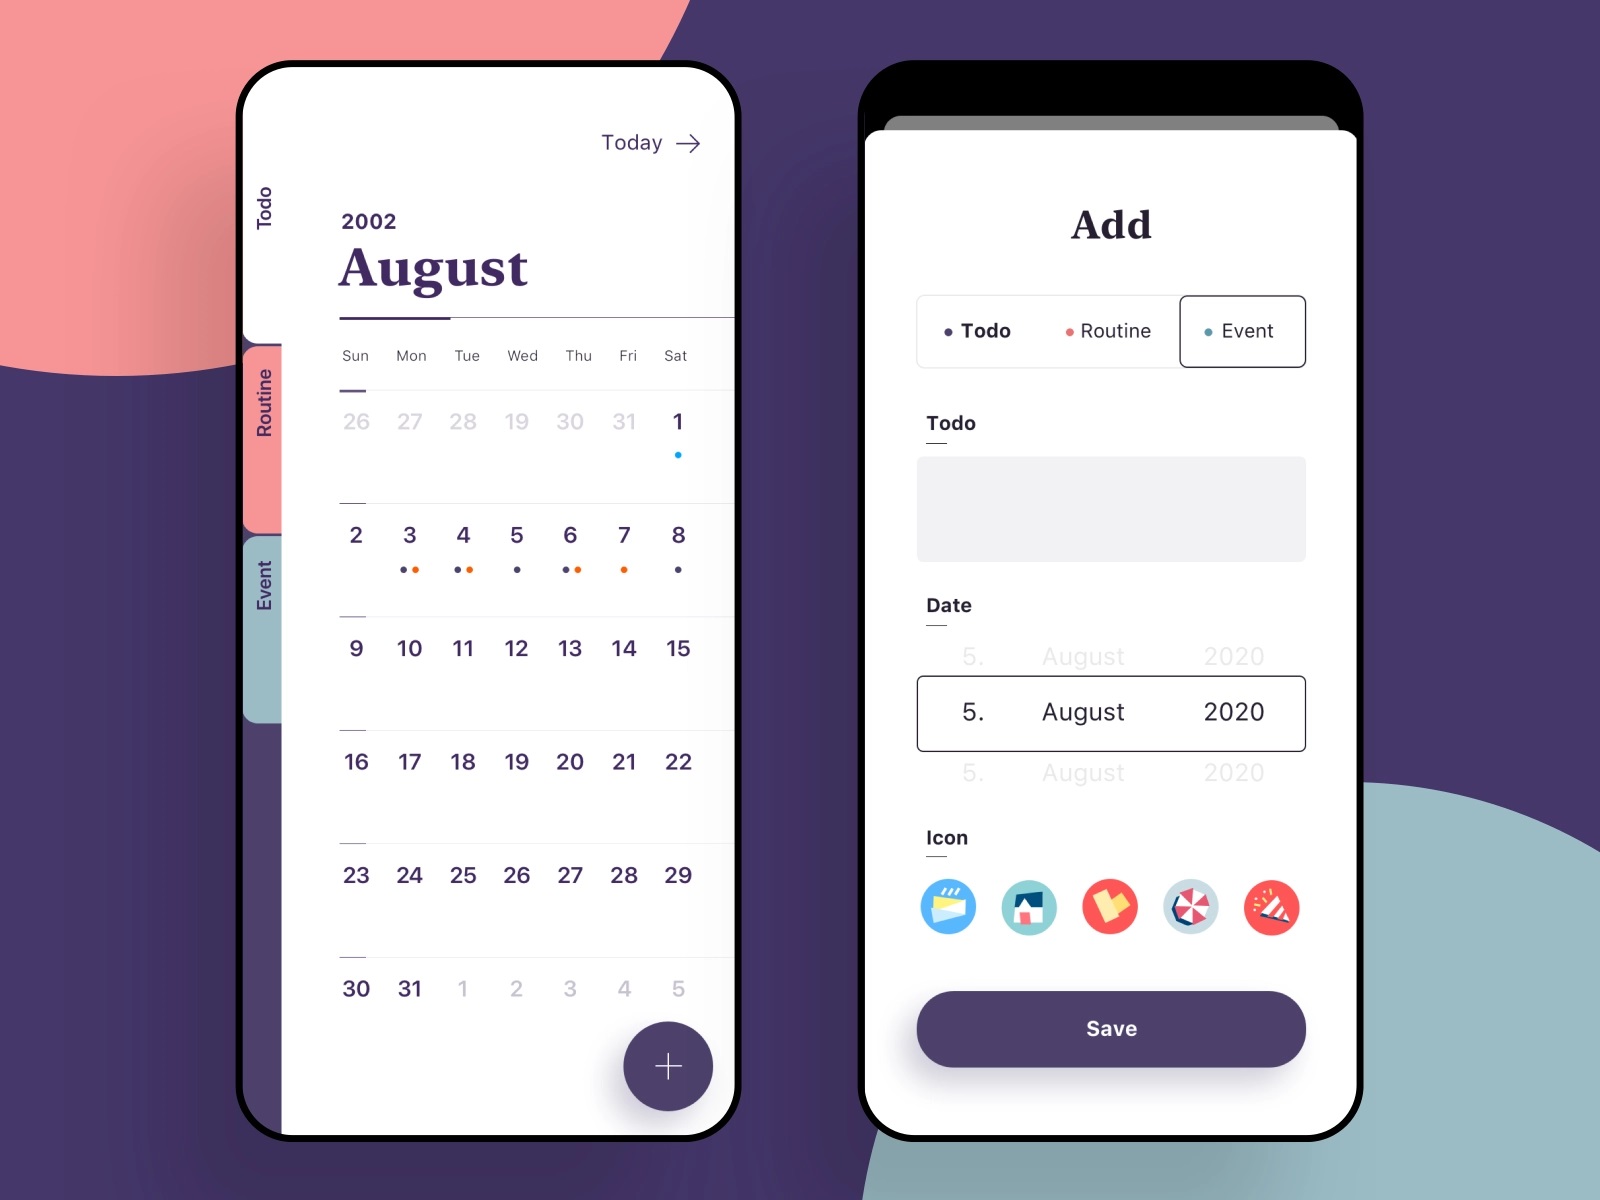 Today →
2002
August
Sun Mon Tue Wed Thu Fri Sat
26 27 28 19 30 31 1
2 3 4 5 6 7 8
9 10 11 12 13 14 15
16 17 18 19 20 21 22
23 24 25 26 27 28 29
30 31 1 2 3 4 5
+
Todo
Routine
Event
Add
Todo Routine Event
Todo
Date
5. August 2020
5. August 2020
5. August 2020
Icon
Save